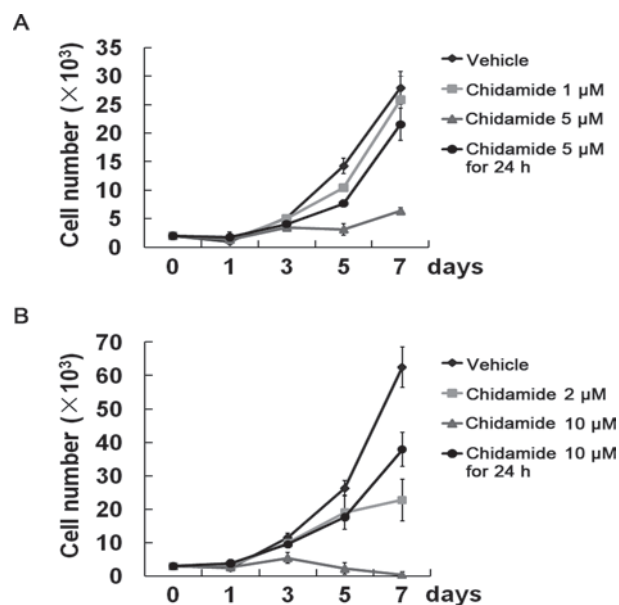 A
Cell number (×10³)
35
30
25
20
15
10
5
0
0 1 3 5 7 days
Vehicle
Chidamide 1 μM
Chidamide 5 μM
Chidamide 5 μM
for 24 h
B
Cell number (×10³)
70
60
50
40
30
20
10
0
0 1 3 5 7 days
Vehicle
Chidamide 2 μM
Chidamide 10 μM
Chidamide 10 μM
for 24 h